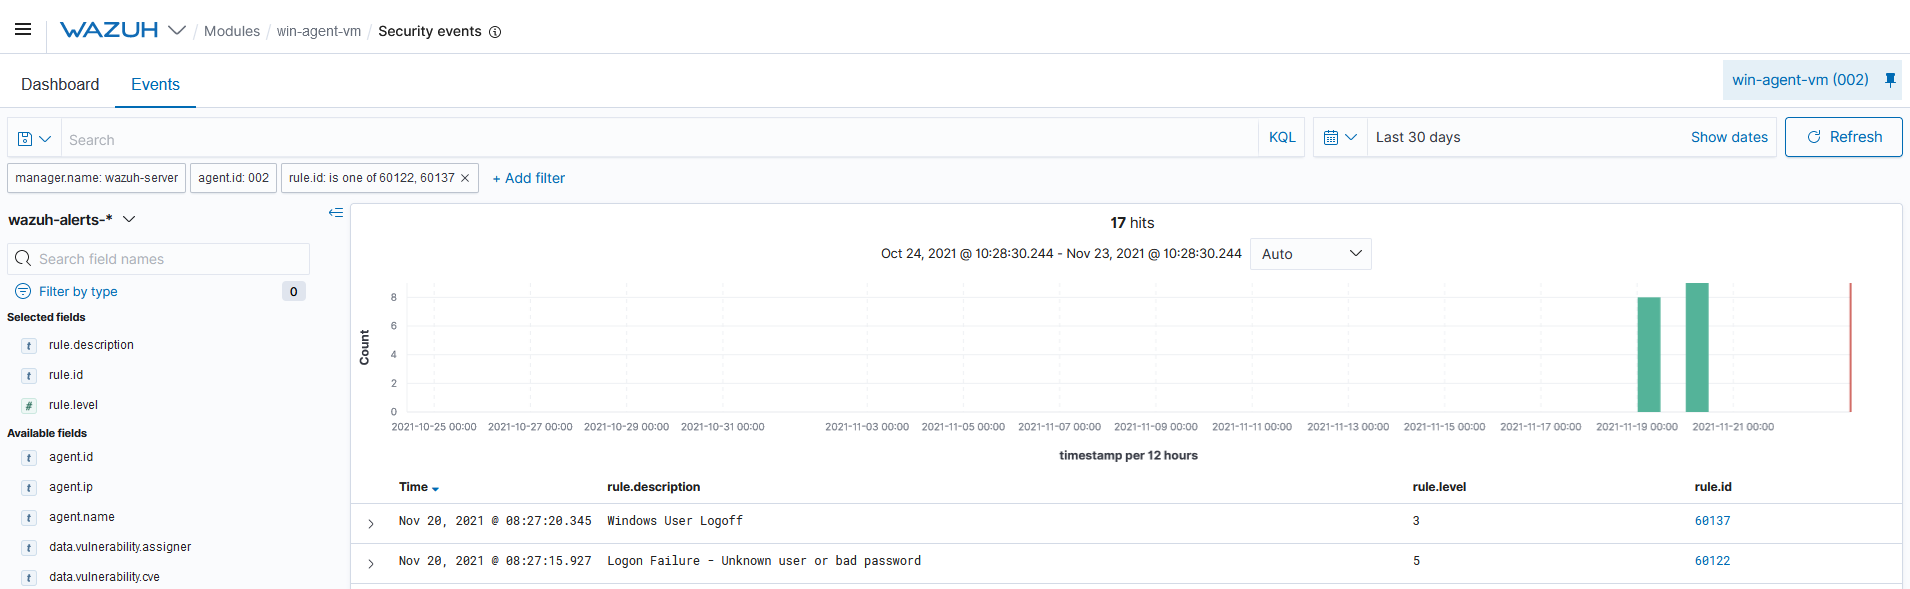 WAZUH / Modules / win-agent-vm / Security events
Dashboard Events win-agent-vm (002)
Search KQL Last 30 days Show dates Refresh
manager.name: wazuh-server agent.id: 002 rule.id: is one of 60122, 60137 × + Add filter
wazuh-alerts-*
Search field names
Filter by type 0
Selected fields
t rule.description
t rule.id
# rule.level
Available fields
t agent.id
t agent.ip
t agent.name
t data.vulnerability.assigner
t data.vulnerability.cve
17 hits
Oct 24, 2021 @ 10:28:30.244 - Nov 23, 2021 @ 10:28:30.244 Auto
Count
8
6
4
2
0
2021-10-25 00:00 2021-10-27 00:00 2021-10-29 00:00 2021-10-31 00:00 2021-11-03 00:00 2021-11-05 00:00 2021-11-07 00:00 2021-11-09 00:00 2021-11-11 00:00 2021-11-13 00:00 2021-11-15 00:00 2021-11-17 00:00 2021-11-19 00:00 2021-11-21 00:00
timestamp per 12 hours
Time rule.description rule.level rule.id
Nov 20, 2021 @ 08:27:20.345 Windows User Logoff 3 60137
Nov 20, 2021 @ 08:27:15.927 Logon Failure - Unknown user or bad password 5 60122